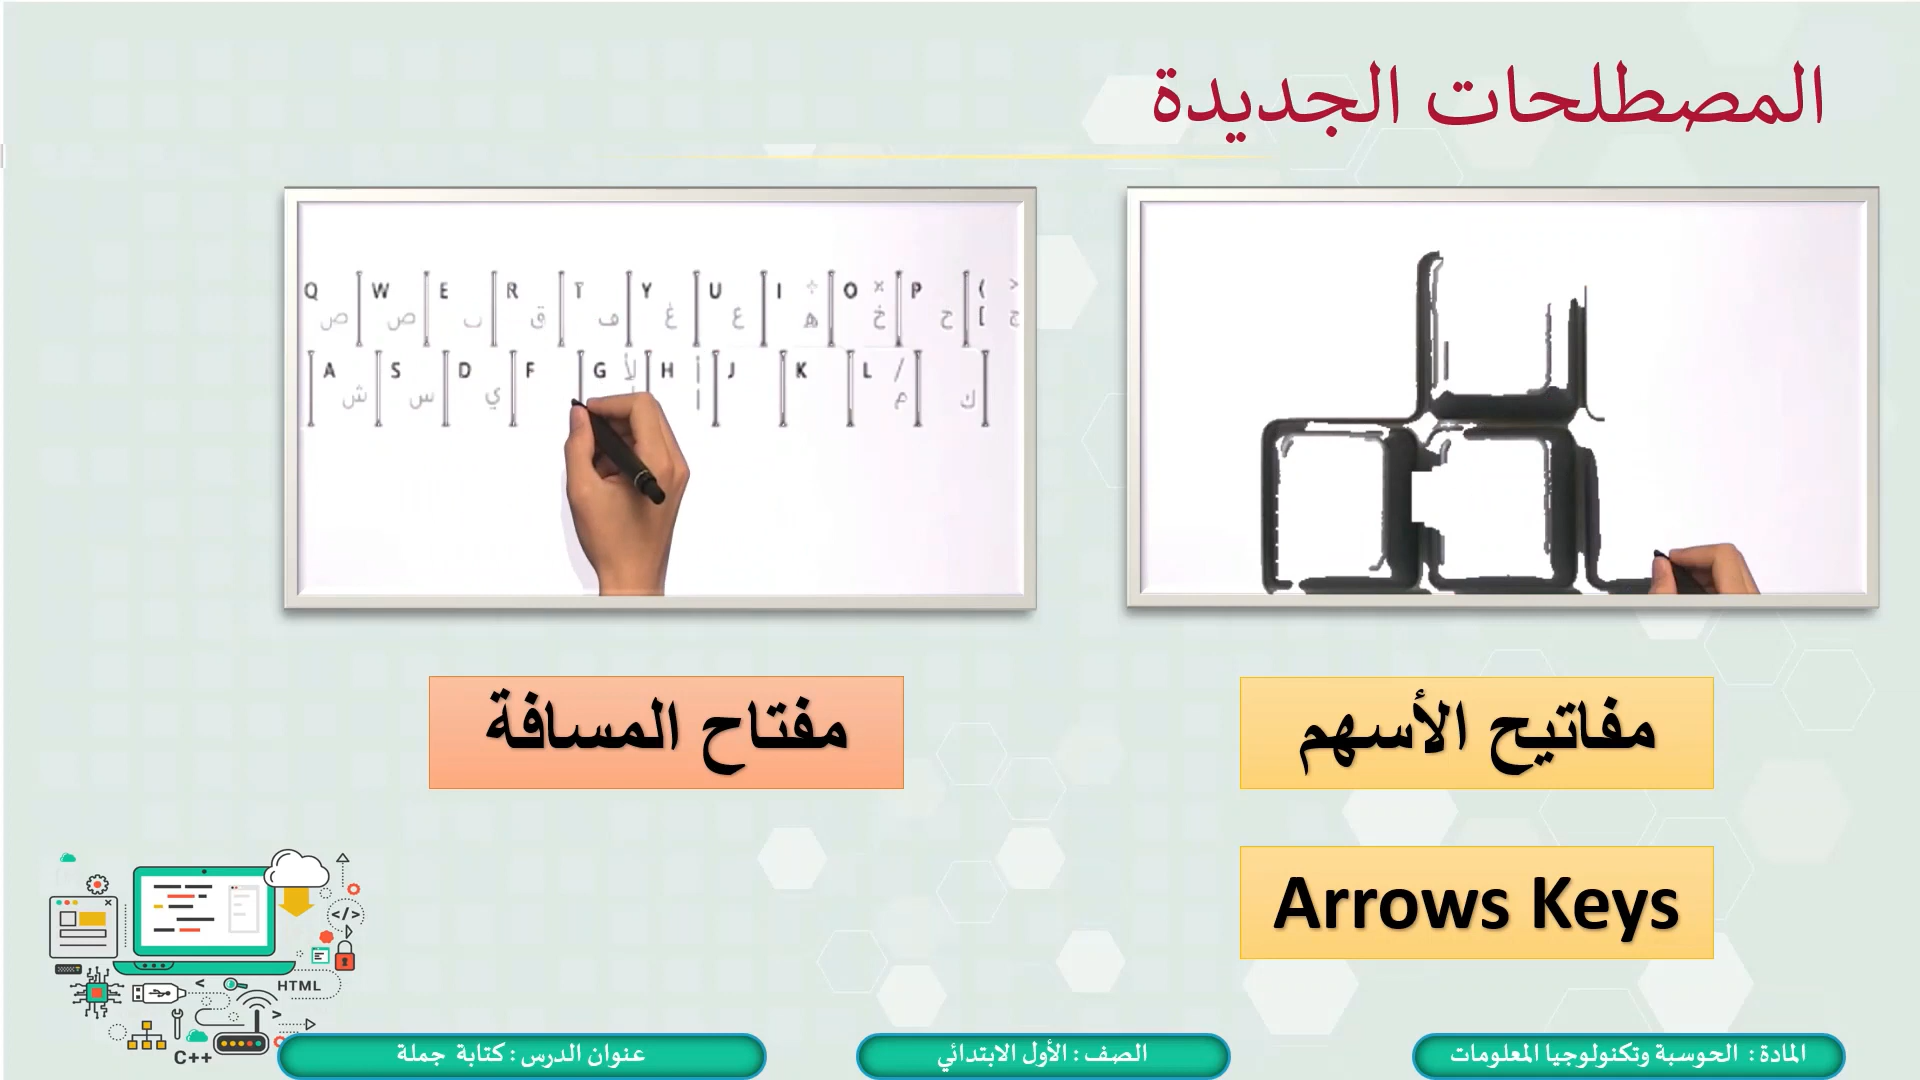 المصطلحات الجديدة
Q W E R T Y U I ÷ O × P { <
ض ص ق ف غ ع ه خ ح [ ج
A S D F G لأ H أ J K L /
ش س ي ا م ك
مفتاح المسافة
مفاتيح الأسهم
Arrows Keys
</>
HTML
C++
المادة : الحوسبة وتكنولوجيا المعلومات
الصف : الأول الابتدائي
عنوان الدرس : كتابة جملة